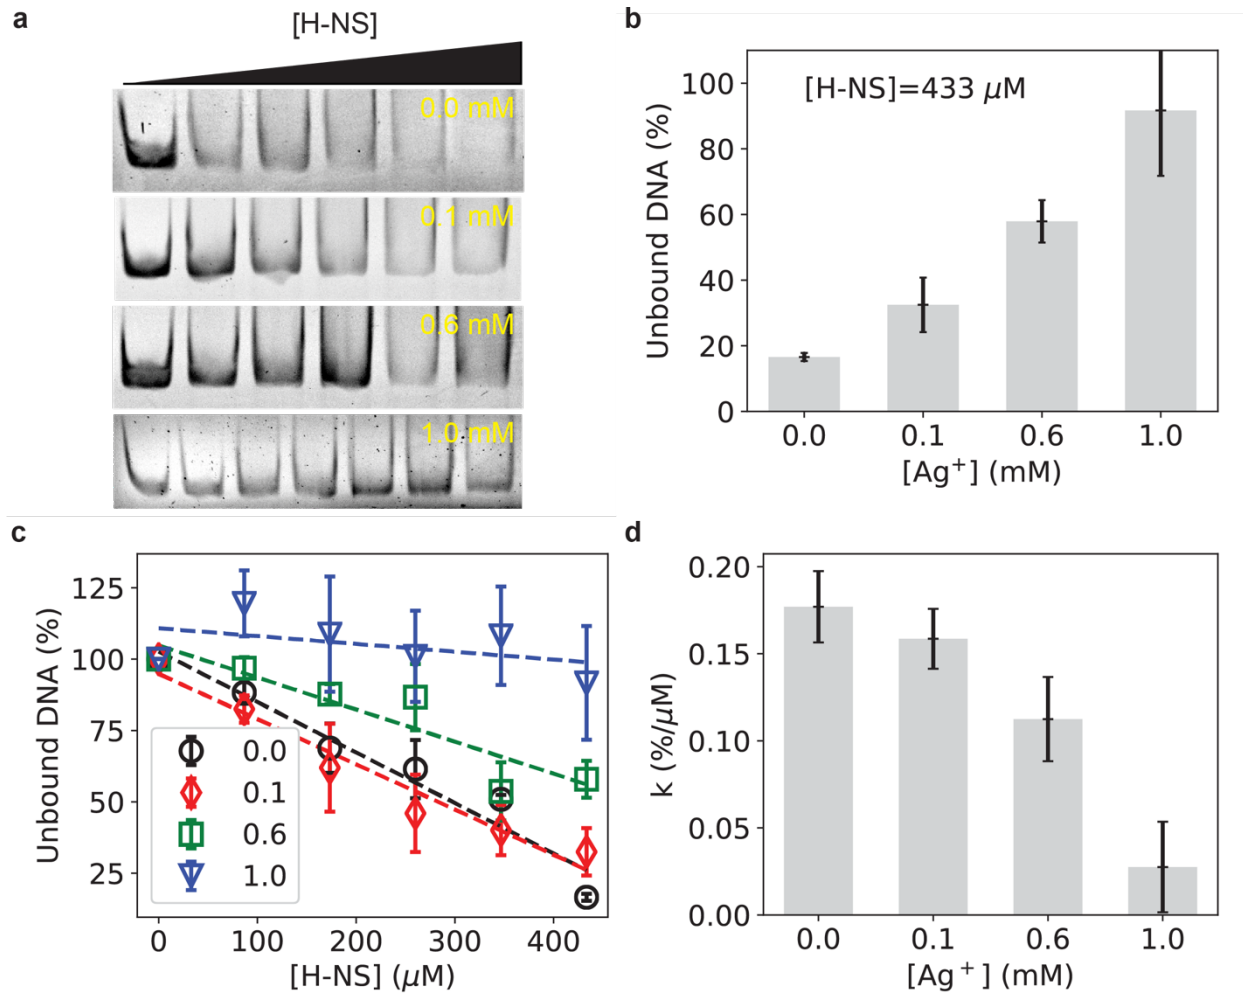 a
[H-NS]
0.0 mM
0.1 mM
0.6 mM
1.0 mM
b
[H-NS]=433 μM
Unbound DNA (%)
100
80
60
40
20
0
0.0 0.1 0.6 1.0
[Ag⁺] (mM)
c
Unbound DNA (%)
125
100
75
50
25
0.0
0.1
0.6
1.0
0 100 200 300 400
[H-NS] (μM)
d
k (%/μM)
0.20
0.15
0.10
0.05
0.00
0.0 0.1 0.6 1.0
[Ag⁺] (mM)